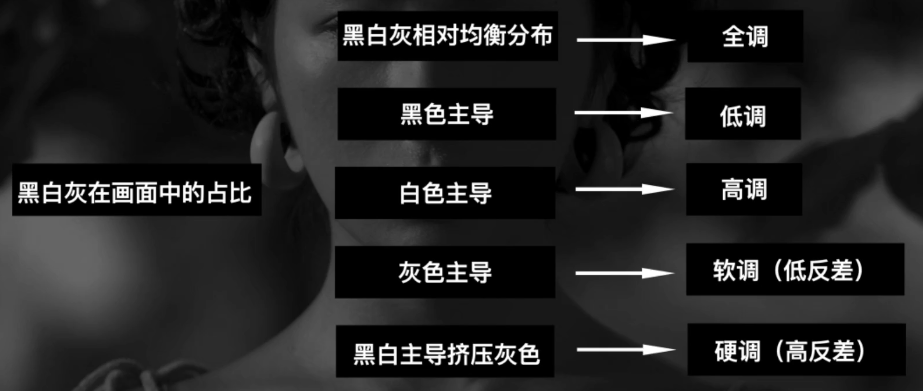 黑白灰相对均衡分布
全调
黑色主导
低调
黑白灰在画面中的占比
白色主导
高调
灰色主导
软调（低反差）
黑白主导挤压灰色
硬调（高反差）